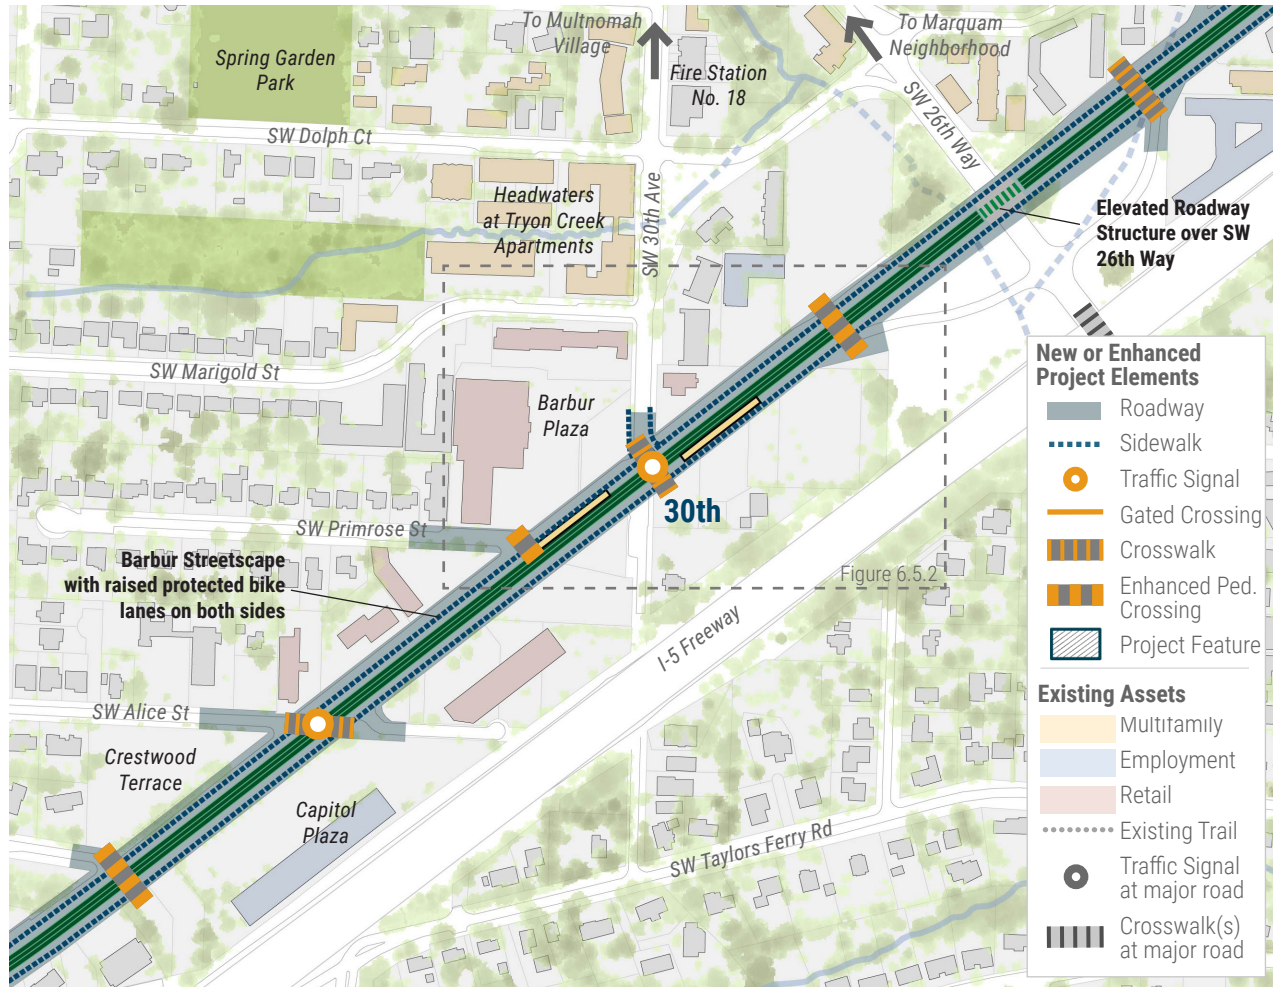 To Multnomah
Village
To Marquam
Neighborhood
Spring Garden
Park
Fire Station
No. 18
SW 26th Way
SW Dolph Ct
Headwaters
at Tryon Creek
Apartments
SW 30th Ave
Elevated Roadway
Structure over SW
26th Way
SW Marigold St
Barbur
Plaza
30th
SW Primrose St
Barbur Streetscape
with raised protected bike
lanes on both sides
Figure 6.5.2
I-5 Freeway
SW Alice St
Crestwood
Terrace
Capitol
Plaza
SW Taylors Ferry Rd
New or Enhanced
Project Elements
Roadway
Sidewalk
Traffic Signal
Gated Crossing
Crosswalk
Enhanced Ped.
Crossing
Project Feature
Existing Assets
Multifamily
Employment
Retail
Existing Trail
Traffic Signal
at major road
Crosswalk(s)
at major road